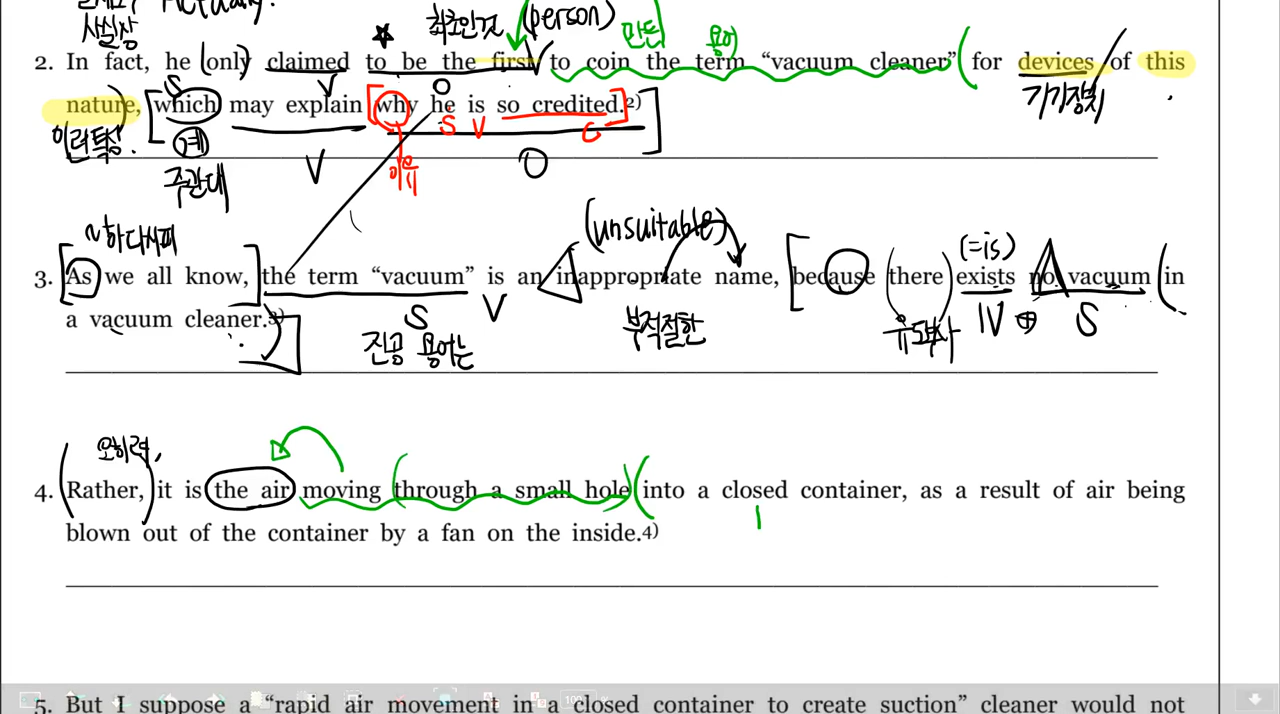 사실상
최초인것 (person) 만든 용어
2. In fact, he (only) claimed to be the first to coin the term “vacuum cleaner” (for devices of this
S V O 기기장치
nature), [which may explain [why he is so credited.]2)]
S V C
이런 특성. 계 이유
주관대 V O
~하다시피 (unsuitable) (=is)
3. [As we all know,] the term “vacuum” is an inappropriate name, [because (there) exists no vacuum (in
S V 부적절한 유도부사 V S
a vacuum cleaner.3)]
진공 용어는
오히려,
4. (Rather,) it is the air moving (through a small hole) (into a closed container, as a result of air being
blown out of the container by a fan on the inside.4)
5. But I suppose a “rapid air movement in a closed container to create suction” cleaner would not